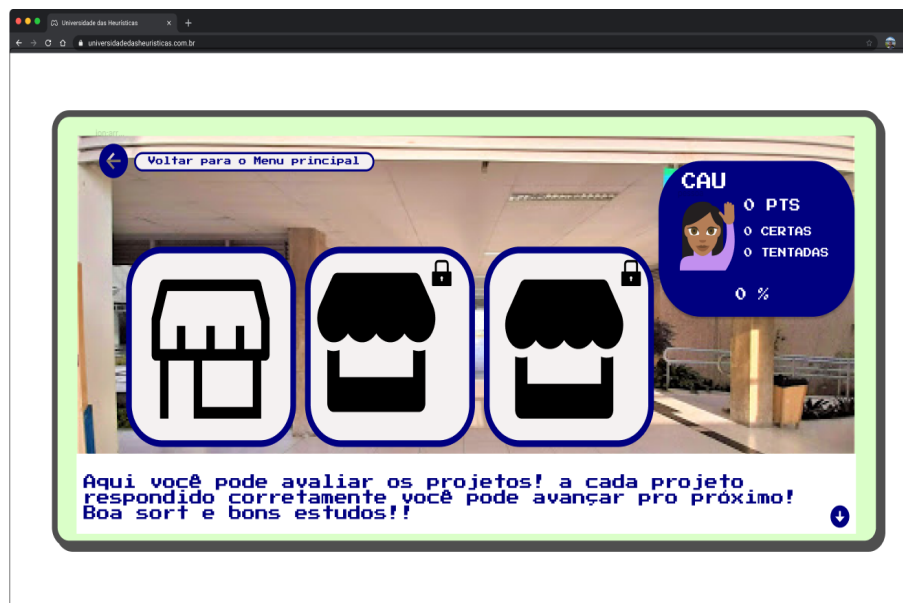 Universidade das Heurísticas
universidadedasheuristicas.com.br
Voltar para o Menu principal
CAU
0 PTS
0 CERTAS
0 TENTADAS
0 %
Aqui você pode avaliar os projetos! a cada projeto
respondido corretamente você pode avançar pro próximo!
Boa sort e bons estudos!!